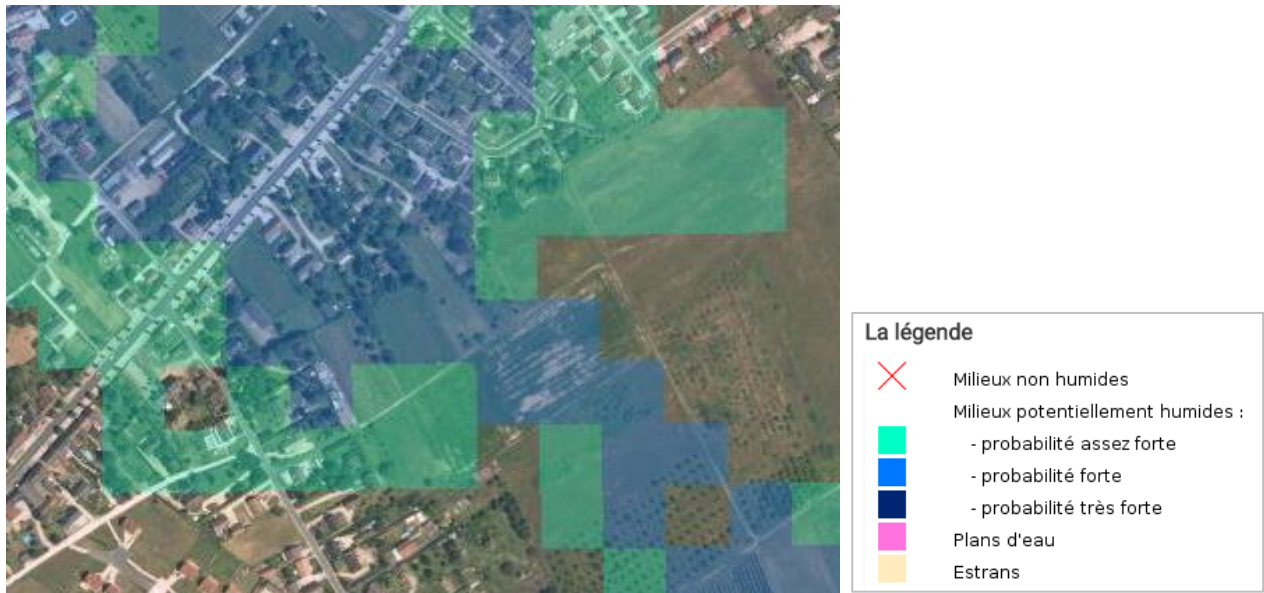 La légende
Milieux non humides
Milieux potentiellement humides :
- probabilité assez forte
- probabilité forte
- probabilité très forte
Plans d'eau
Estrans